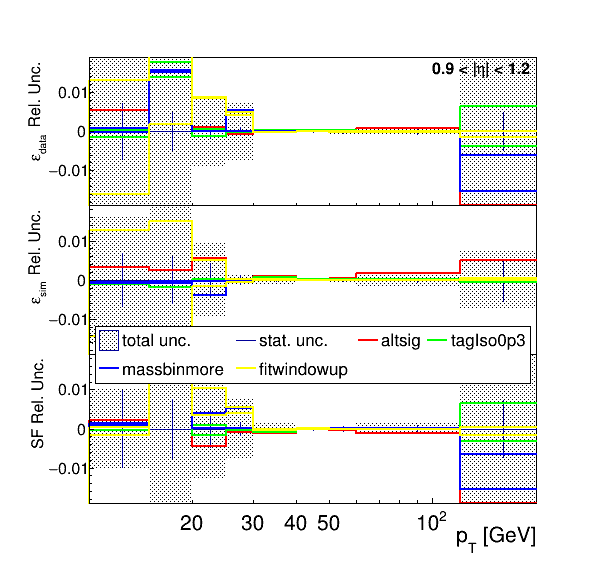 0.9 < |η| < 1.2
ε_data Rel. Unc.
0.01
0
−0.01
ε_sim Rel. Unc.
0.01
0
−0.01
total unc. stat. unc. altsig tagIso0p3
massbinmore fitwindowup
SF Rel. Unc.
0.01
0
−0.01
20 30 40 50 10²
p_T [GeV]